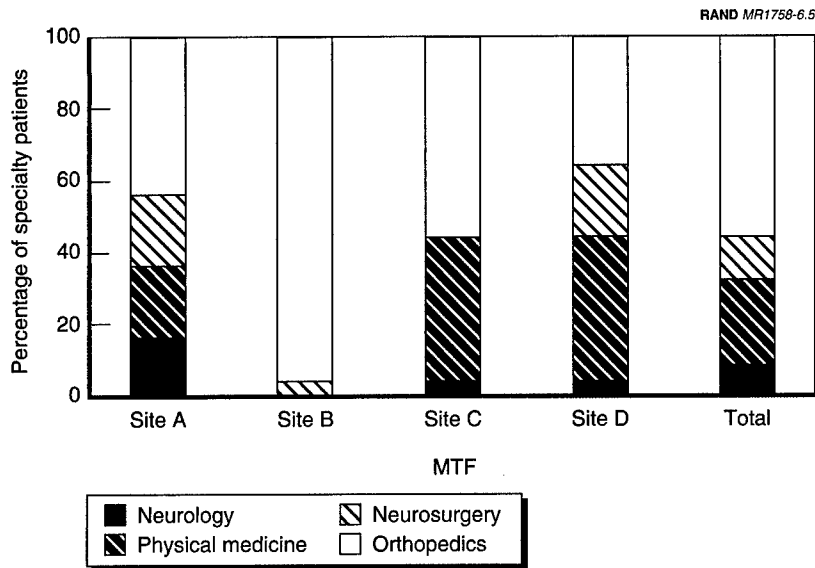 RAND MR1758-6.5
Percentage of specialty patients
100
80
60
40
20
0
Site A Site B Site C Site D Total
MTF
Neurology Neurosurgery
Physical medicine Orthopedics